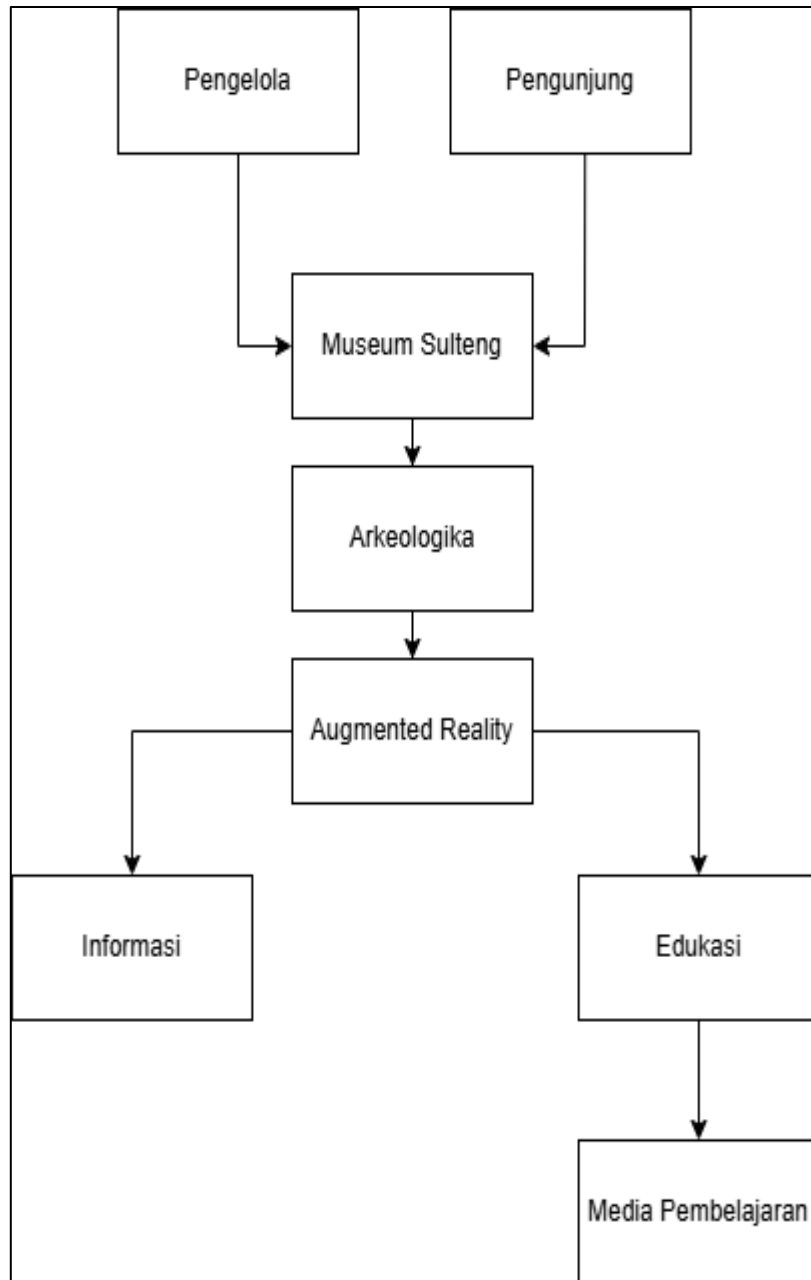 Pengelola
Pengunjung
Museum Sulteng
Arkeologika
Augmented Reality
Informasi
Edukasi
Media Pembelajaran